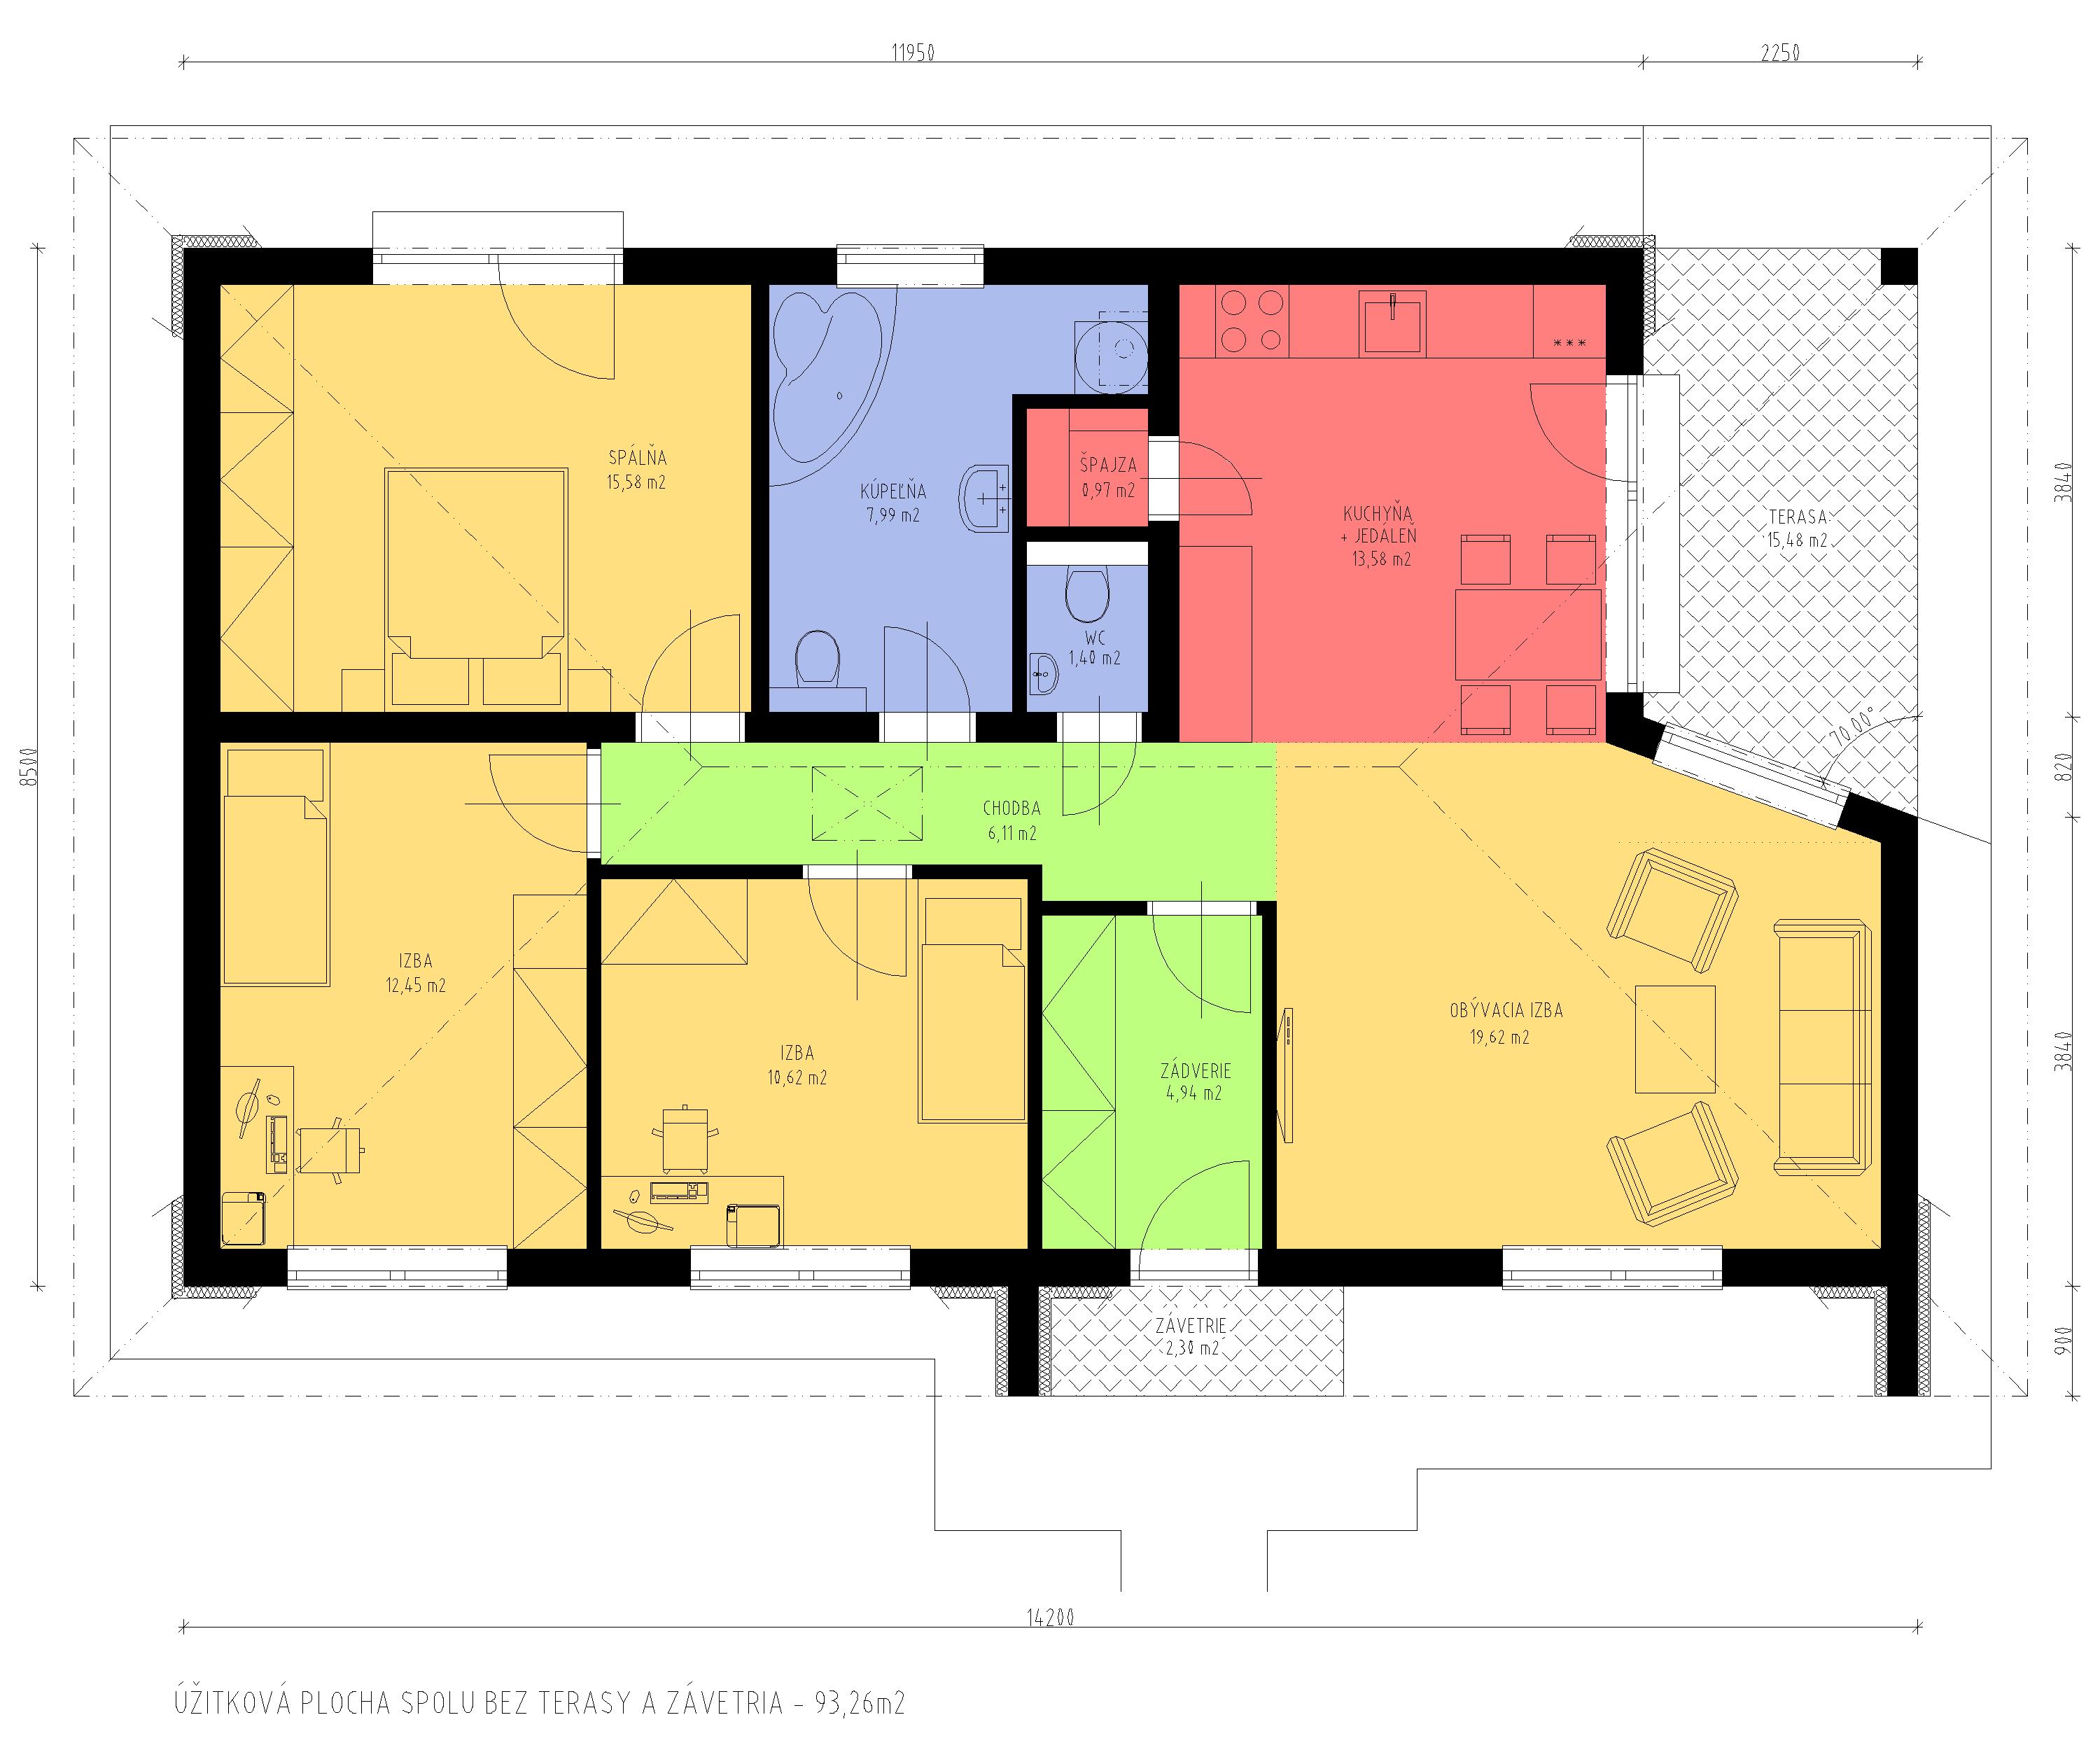 11950
2250
SPÁLŇA
15,58 m2
KÚPEĽŇA
7,99 m2
ŠPAJZA
0,97 m2
KUCHYŇA
+ JEDÁLEŇ
13,58 m2
TERASA
15,48 m2
3840
WC
1,40 m2
70.00°
8500
820
CHODBA
6,11 m2
IZBA
12,45 m2
IZBA
10,62 m2
ZÁDVERIE
4,94 m2
OBÝVACIA IZBA
19,62 m2
3840
ZÁVETRIE
2,30 m2
900
14200
ÚŽITKOVÁ PLOCHA SPOLU BEZ TERASY A ZÁVETRIA - 93,26m2